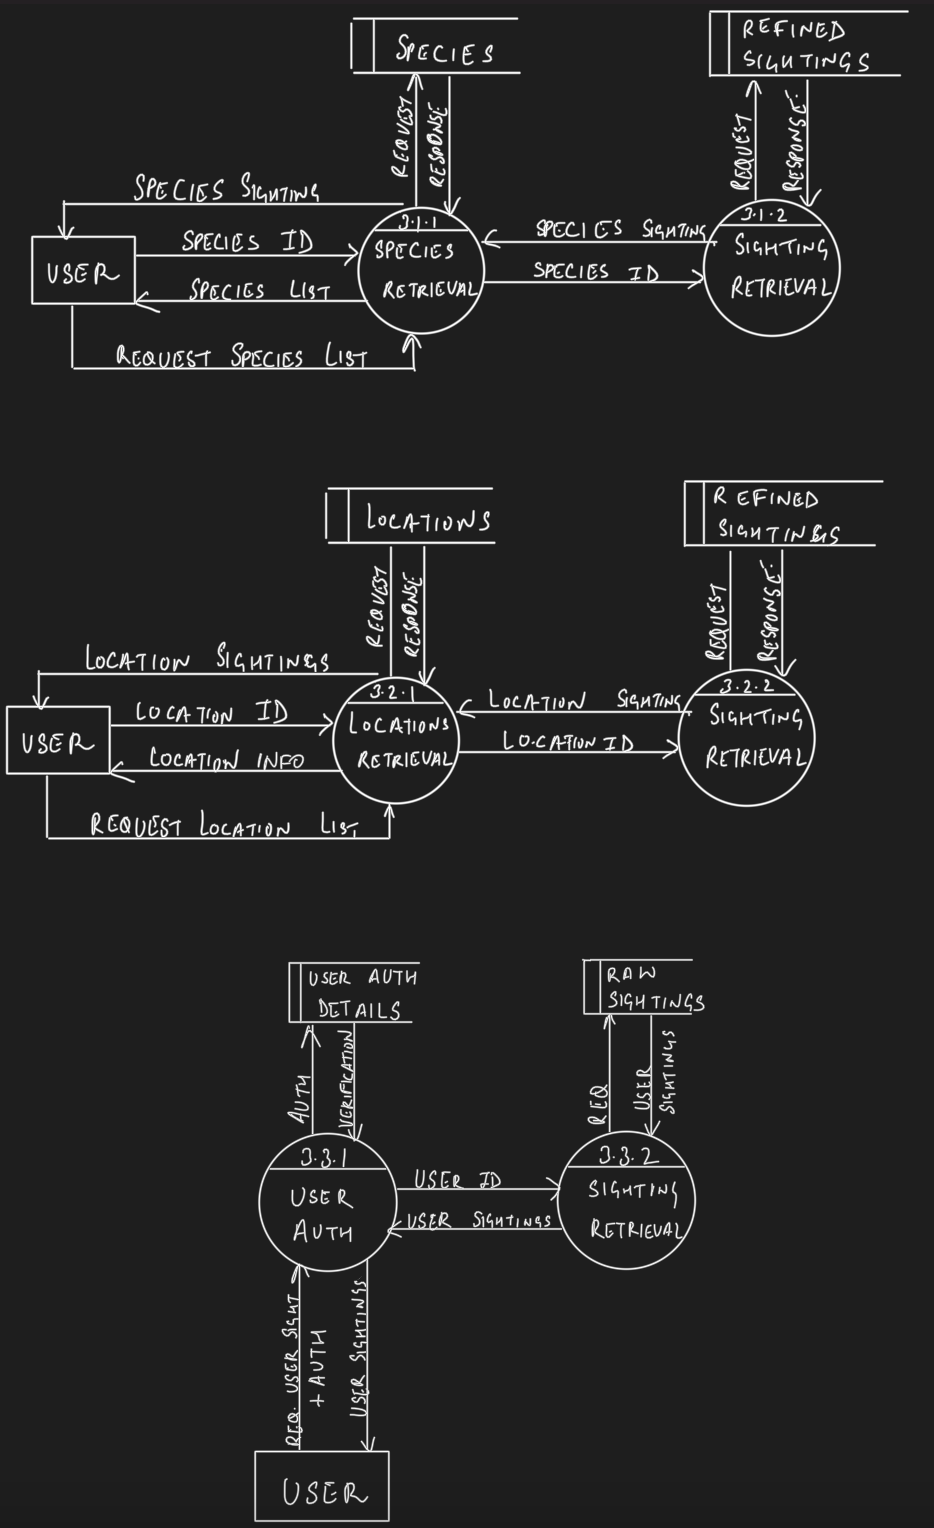 SPECIES
REFINED
SIGHTINGS
REQUEST
RESPONSE
REQUEST
RESPONSE.
SPECIES SIGHTING
3.1.1
3.1.2
USER
SPECIES ID
SPECIES
RETRIEVAL
SPECIES SIGHTING
SIGHTING
RETRIEVAL
SPECIES LIST
SPECIES ID
REQUEST SPECIES LIST
LOCATIONS
REFINED
SIGHTINGS
REQUEST
RESPONSE
REQUEST
RESPONSE.
LOCATION SIGHTINGS
3.2.1
3.2.2
USER
LOCATION ID
LOCATIONS
RETRIEVAL
LOCATION SIGHTING
SIGHTING
RETRIEVAL
LOCATION INFO
LOCATION ID
REQUEST LOCATION LIST
USER AUTH
DETAILS
RAW
SIGHTINGS
AUTH
VERIFICATION
REQ
USER
SIGHTINGS
3.3.1
USER
AUTH
USER ID
USER SIGHTINGS
3.3.2
SIGHTING
RETRIEVAL
REQ. USER SIGHT
+ AUTH
USER SIGHTINGS
USER